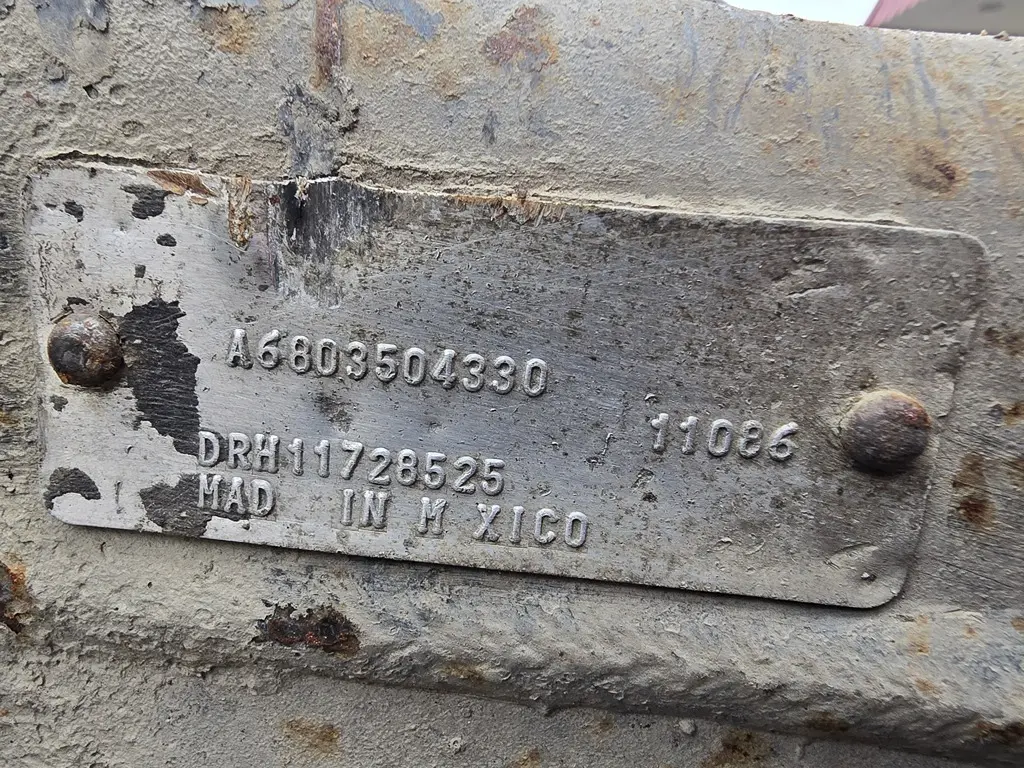 A6803504330
11086
DRH11728525
MAD IN M XICO